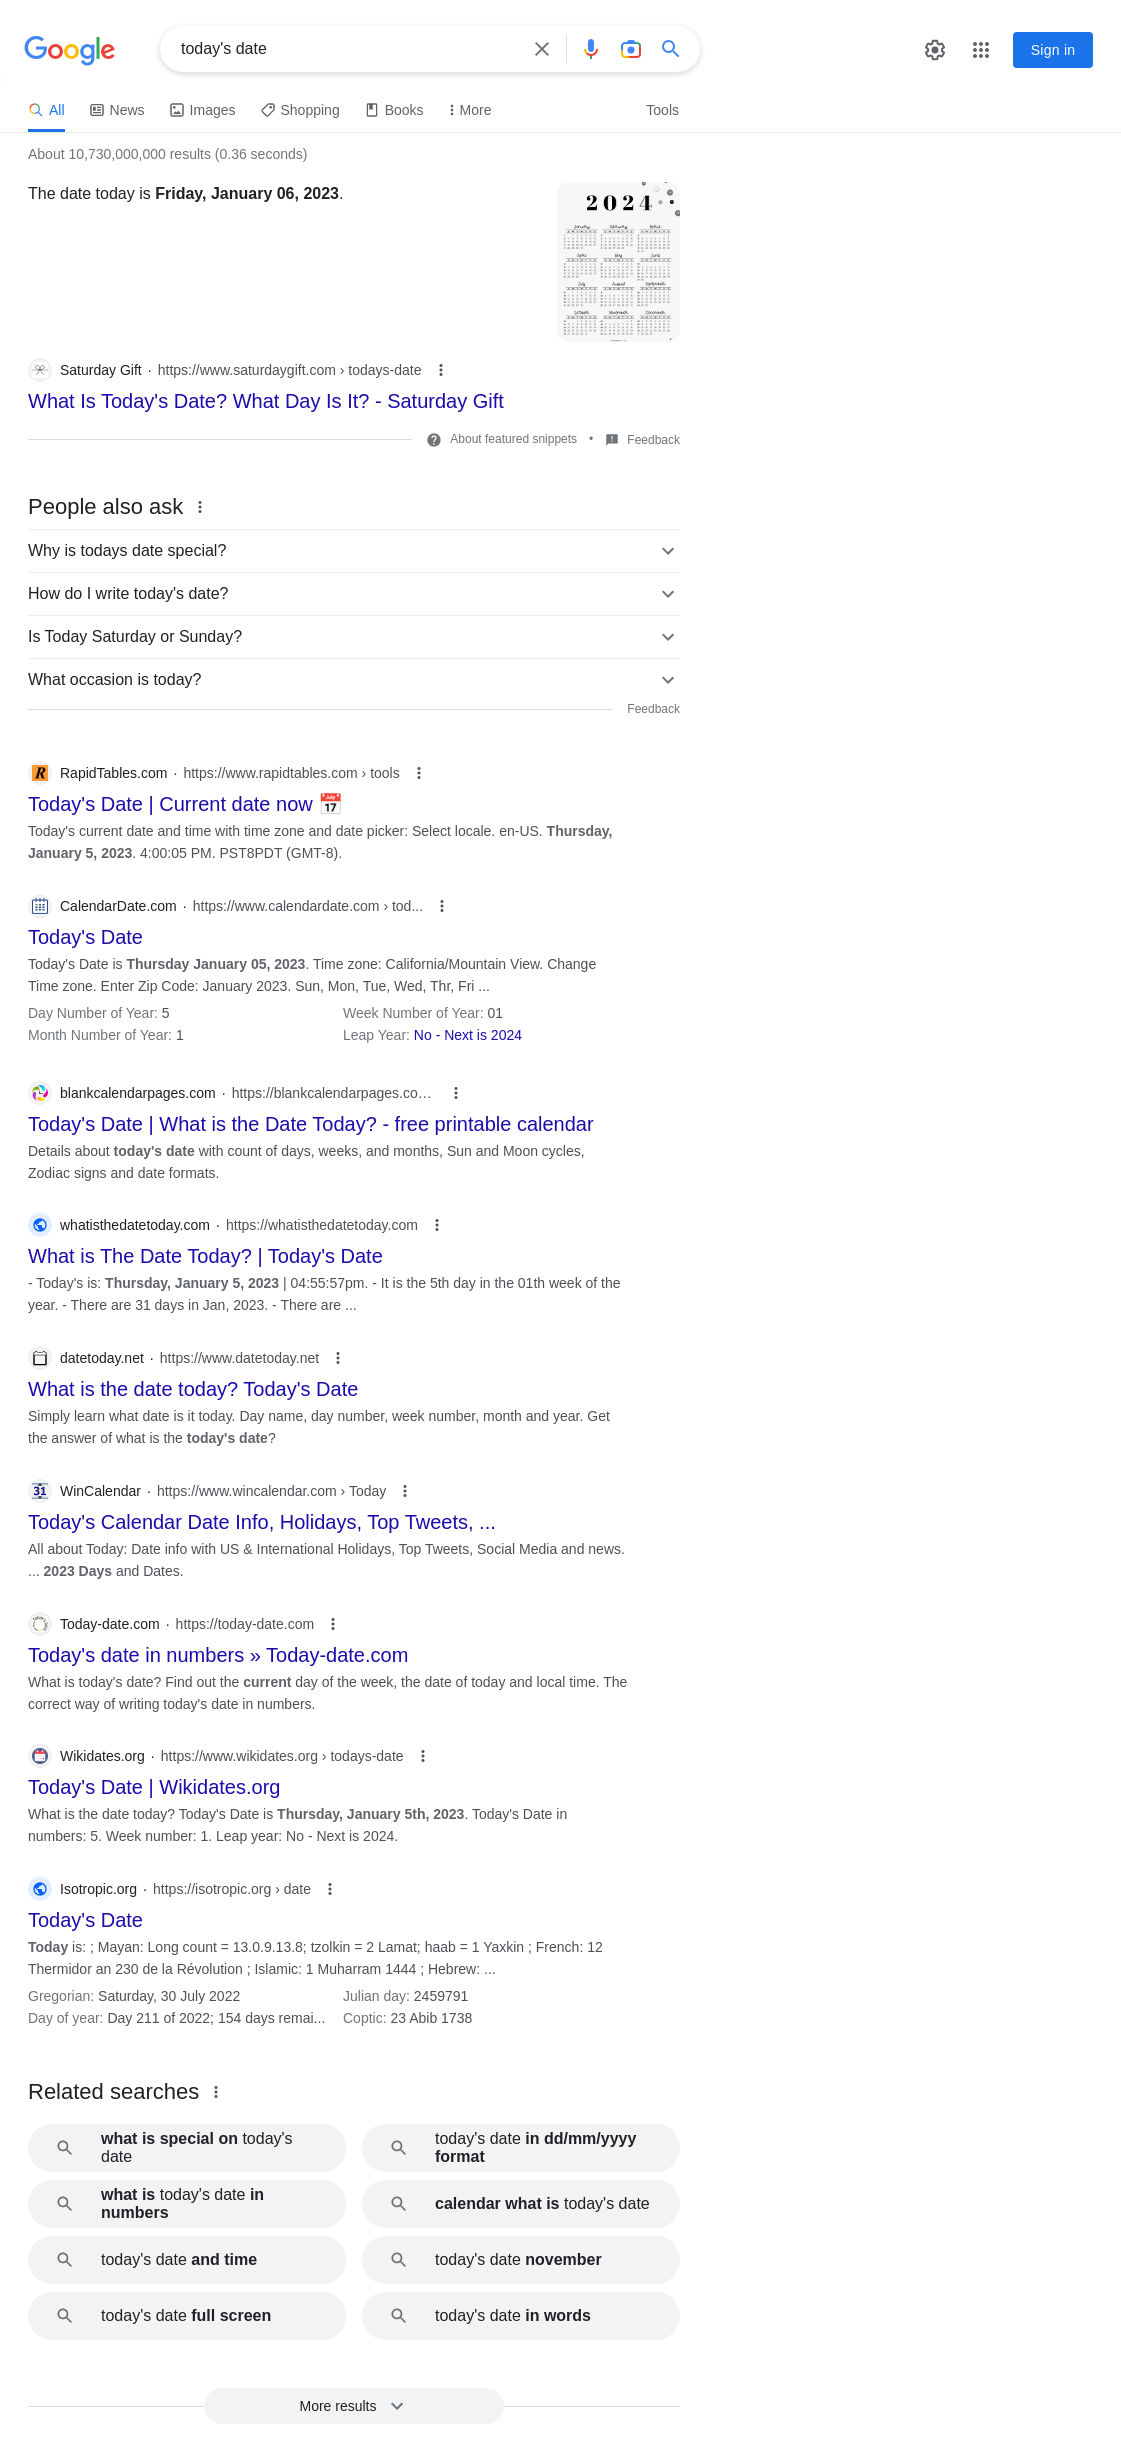 Google
today's date
Sign in
All
News
Images
Shopping
Books
More
Tools
About 10,730,000,000 results (0.36 seconds)
The date today is Friday, January 06, 2023.
2024
Saturday Gift · https://www.saturdaygift.com › todays-date
What Is Today's Date? What Day Is It? - Saturday Gift
About featured snippets • Feedback
People also ask
Why is todays date special?
How do I write today's date?
Is Today Saturday or Sunday?
What occasion is today?
Feedback
RapidTables.com · https://www.rapidtables.com › tools
Today's Date | Current date now 📅
Today's current date and time with time zone and date picker: Select locale. en-US. Thursday,
January 5, 2023. 4:00:05 PM. PST8PDT (GMT-8).
CalendarDate.com · https://www.calendardate.com › tod...
Today's Date
Today's Date is Thursday January 05, 2023. Time zone: California/Mountain View. Change
Time zone. Enter Zip Code: January 2023. Sun, Mon, Tue, Wed, Thr, Fri ...
Day Number of Year: 5
Week Number of Year: 01
Month Number of Year: 1
Leap Year: No - Next is 2024
blankcalendarpages.com · https://blankcalendarpages.co...
Today's Date | What is the Date Today? - free printable calendar
Details about today's date with count of days, weeks, and months, Sun and Moon cycles,
Zodiac signs and date formats.
whatisthedatetoday.com · https://whatisthedatetoday.com
What is The Date Today? | Today's Date
- Today's is: Thursday, January 5, 2023 | 04:55:57pm. - It is the 5th day in the 01th week of the
year. - There are 31 days in Jan, 2023. - There are ...
datetoday.net · https://www.datetoday.net
What is the date today? Today's Date
Simply learn what date is it today. Day name, day number, week number, month and year. Get
the answer of what is the today's date?
31
WinCalendar · https://www.wincalendar.com › Today
Today's Calendar Date Info, Holidays, Top Tweets, ...
All about Today: Date info with US & International Holidays, Top Tweets, Social Media and news.
... 2023 Days and Dates.
Today-date.com · https://today-date.com
Today's date in numbers » Today-date.com
What is today's date? Find out the current day of the week, the date of today and local time. The
correct way of writing today's date in numbers.
Wikidates.org · https://www.wikidates.org › todays-date
Today's Date | Wikidates.org
What is the date today? Today's Date is Thursday, January 5th, 2023. Today's Date in
numbers: 5. Week number: 1. Leap year: No - Next is 2024.
Isotropic.org · https://isotropic.org › date
Today's Date
Today is: ; Mayan: Long count = 13.0.9.13.8; tzolkin = 2 Lamat; haab = 1 Yaxkin ; French: 12
Thermidor an 230 de la Révolution ; Islamic: 1 Muharram 1444 ; Hebrew: ...
Gregorian: Saturday, 30 July 2022
Julian day: 2459791
Day of year: Day 211 of 2022; 154 days remai...
Coptic: 23 Abib 1738
Related searches
what is special on today's
date
today's date in dd/mm/yyyy
format
what is today's date in
numbers
calendar what is today's date
today's date and time
today's date november
today's date full screen
today's date in words
More results